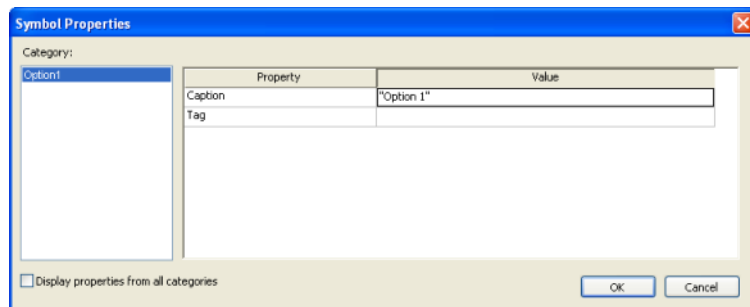 Symbol Properties
Category:
Option1
Property Value
Caption "Option 1"
Tag
Display properties from all categories
OK Cancel